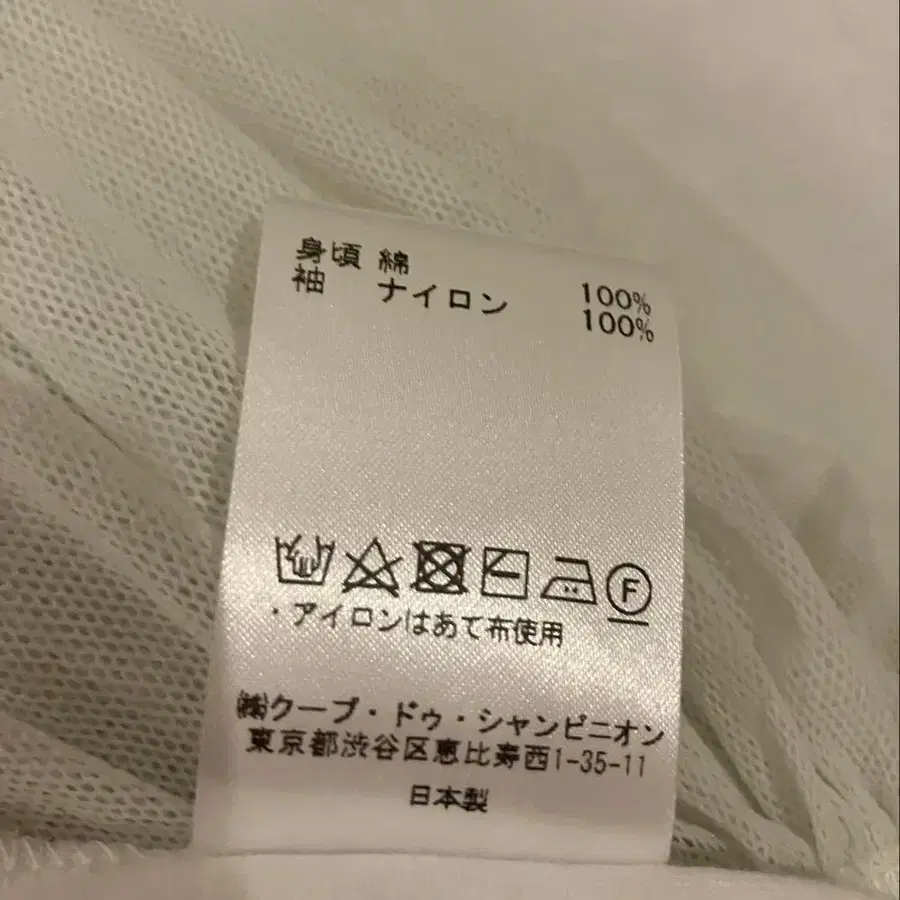 身頃 綿 100%
袖 ナイロン 100%
F
・アイロンはあて布使用
㈱クープ・ドゥ・シャンピニオン
東京都渋谷区恵比寿西1-35-11
日本製